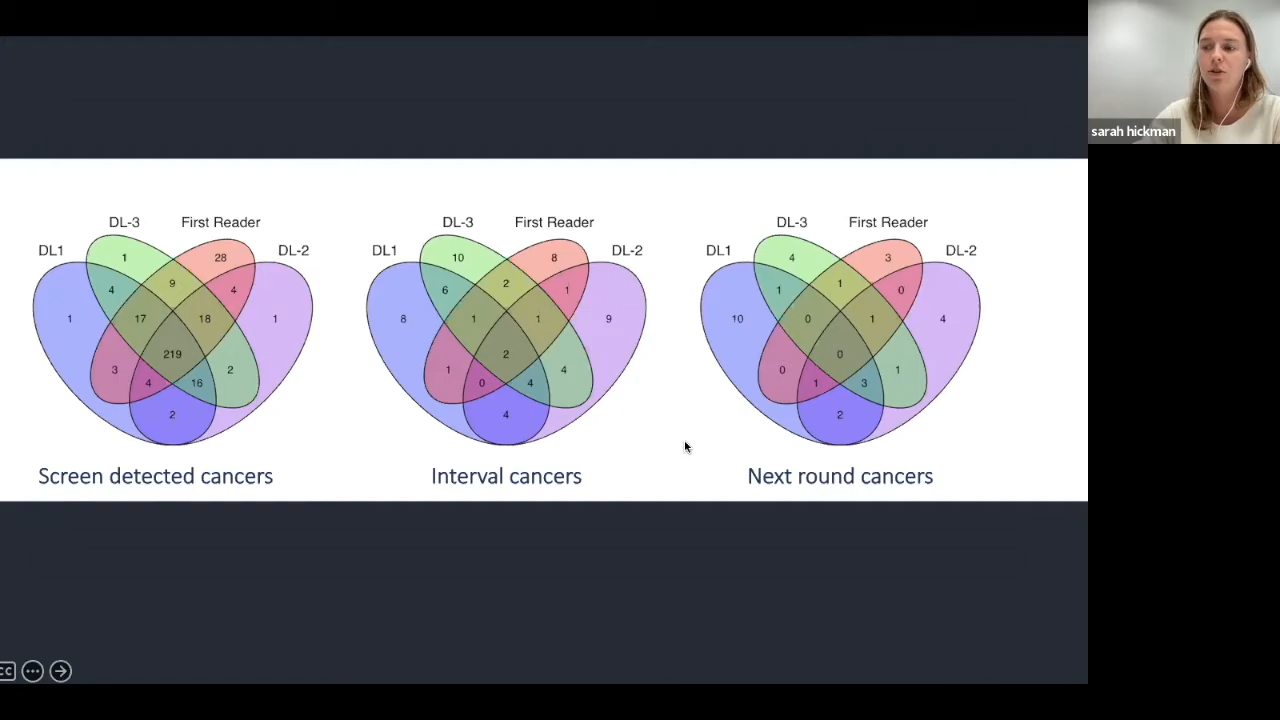 sarah hickman
DL-3 First Reader
DL1 DL-2
1 28
4 9 4
1 17 18 1
219
3 4 16 2
2
Screen detected cancers
DL-3 First Reader
DL1 DL-2
10 8
6 2 1
8 1 1 9
2
1 0 4 4
4
Interval cancers
DL-3 First Reader
DL1 DL-2
4 3
1 1 0
10 0 1 4
0
0 1 3 1
2
Next round cancers
CC